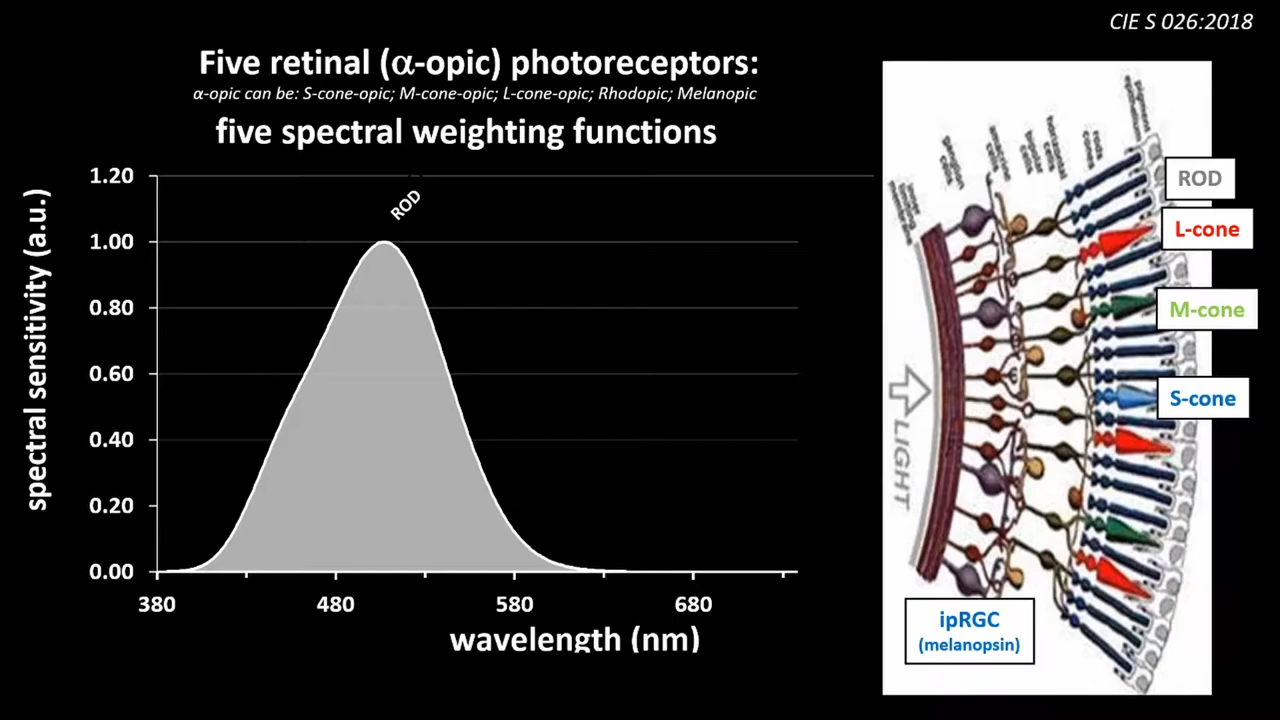 CIE S 026:2018
Five retinal (α-opic) photoreceptors:
α-opic can be: S-cone-opic; M-cone-opic; L-cone-opic; Rhodopic; Melanopic
five spectral weighting functions
spectral sensitivity (a.u.)
1.20
1.00
0.80
0.60
0.40
0.20
0.00
ROD
380
480
580
680
wavelength (nm)
ROD
L-cone
M-cone
S-cone
LIGHT
ipRGC
(melanopsin)